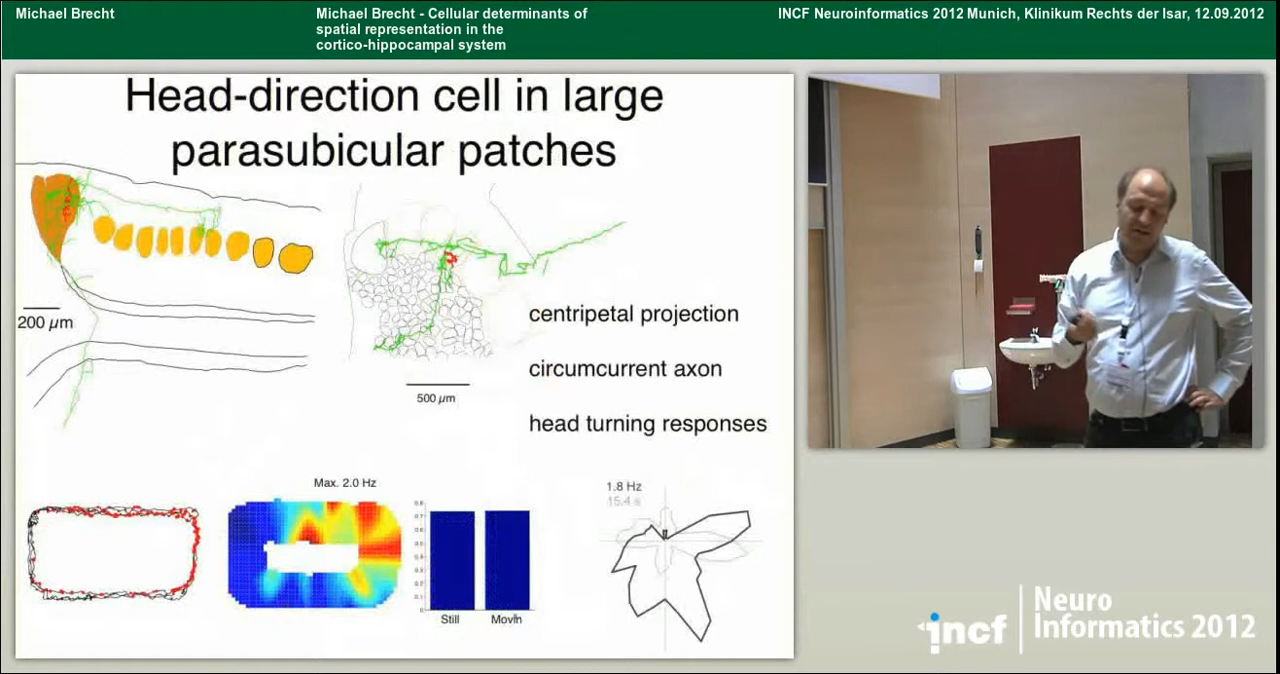 Michael Brecht
Michael Brecht - Cellular determinants of
spatial representation in the
cortico-hippocampal system
INCF Neuroinformatics 2012 Munich, Klinikum Rechts der Isar, 12.09.2012
Head-direction cell in large
parasubicular patches
200 µm
500 µm
centripetal projection
circumcurrent axon
head turning responses
Max. 2.0 Hz
Still
1.8 Hz
15.4 s
incf
Neuro
Informatics 2012